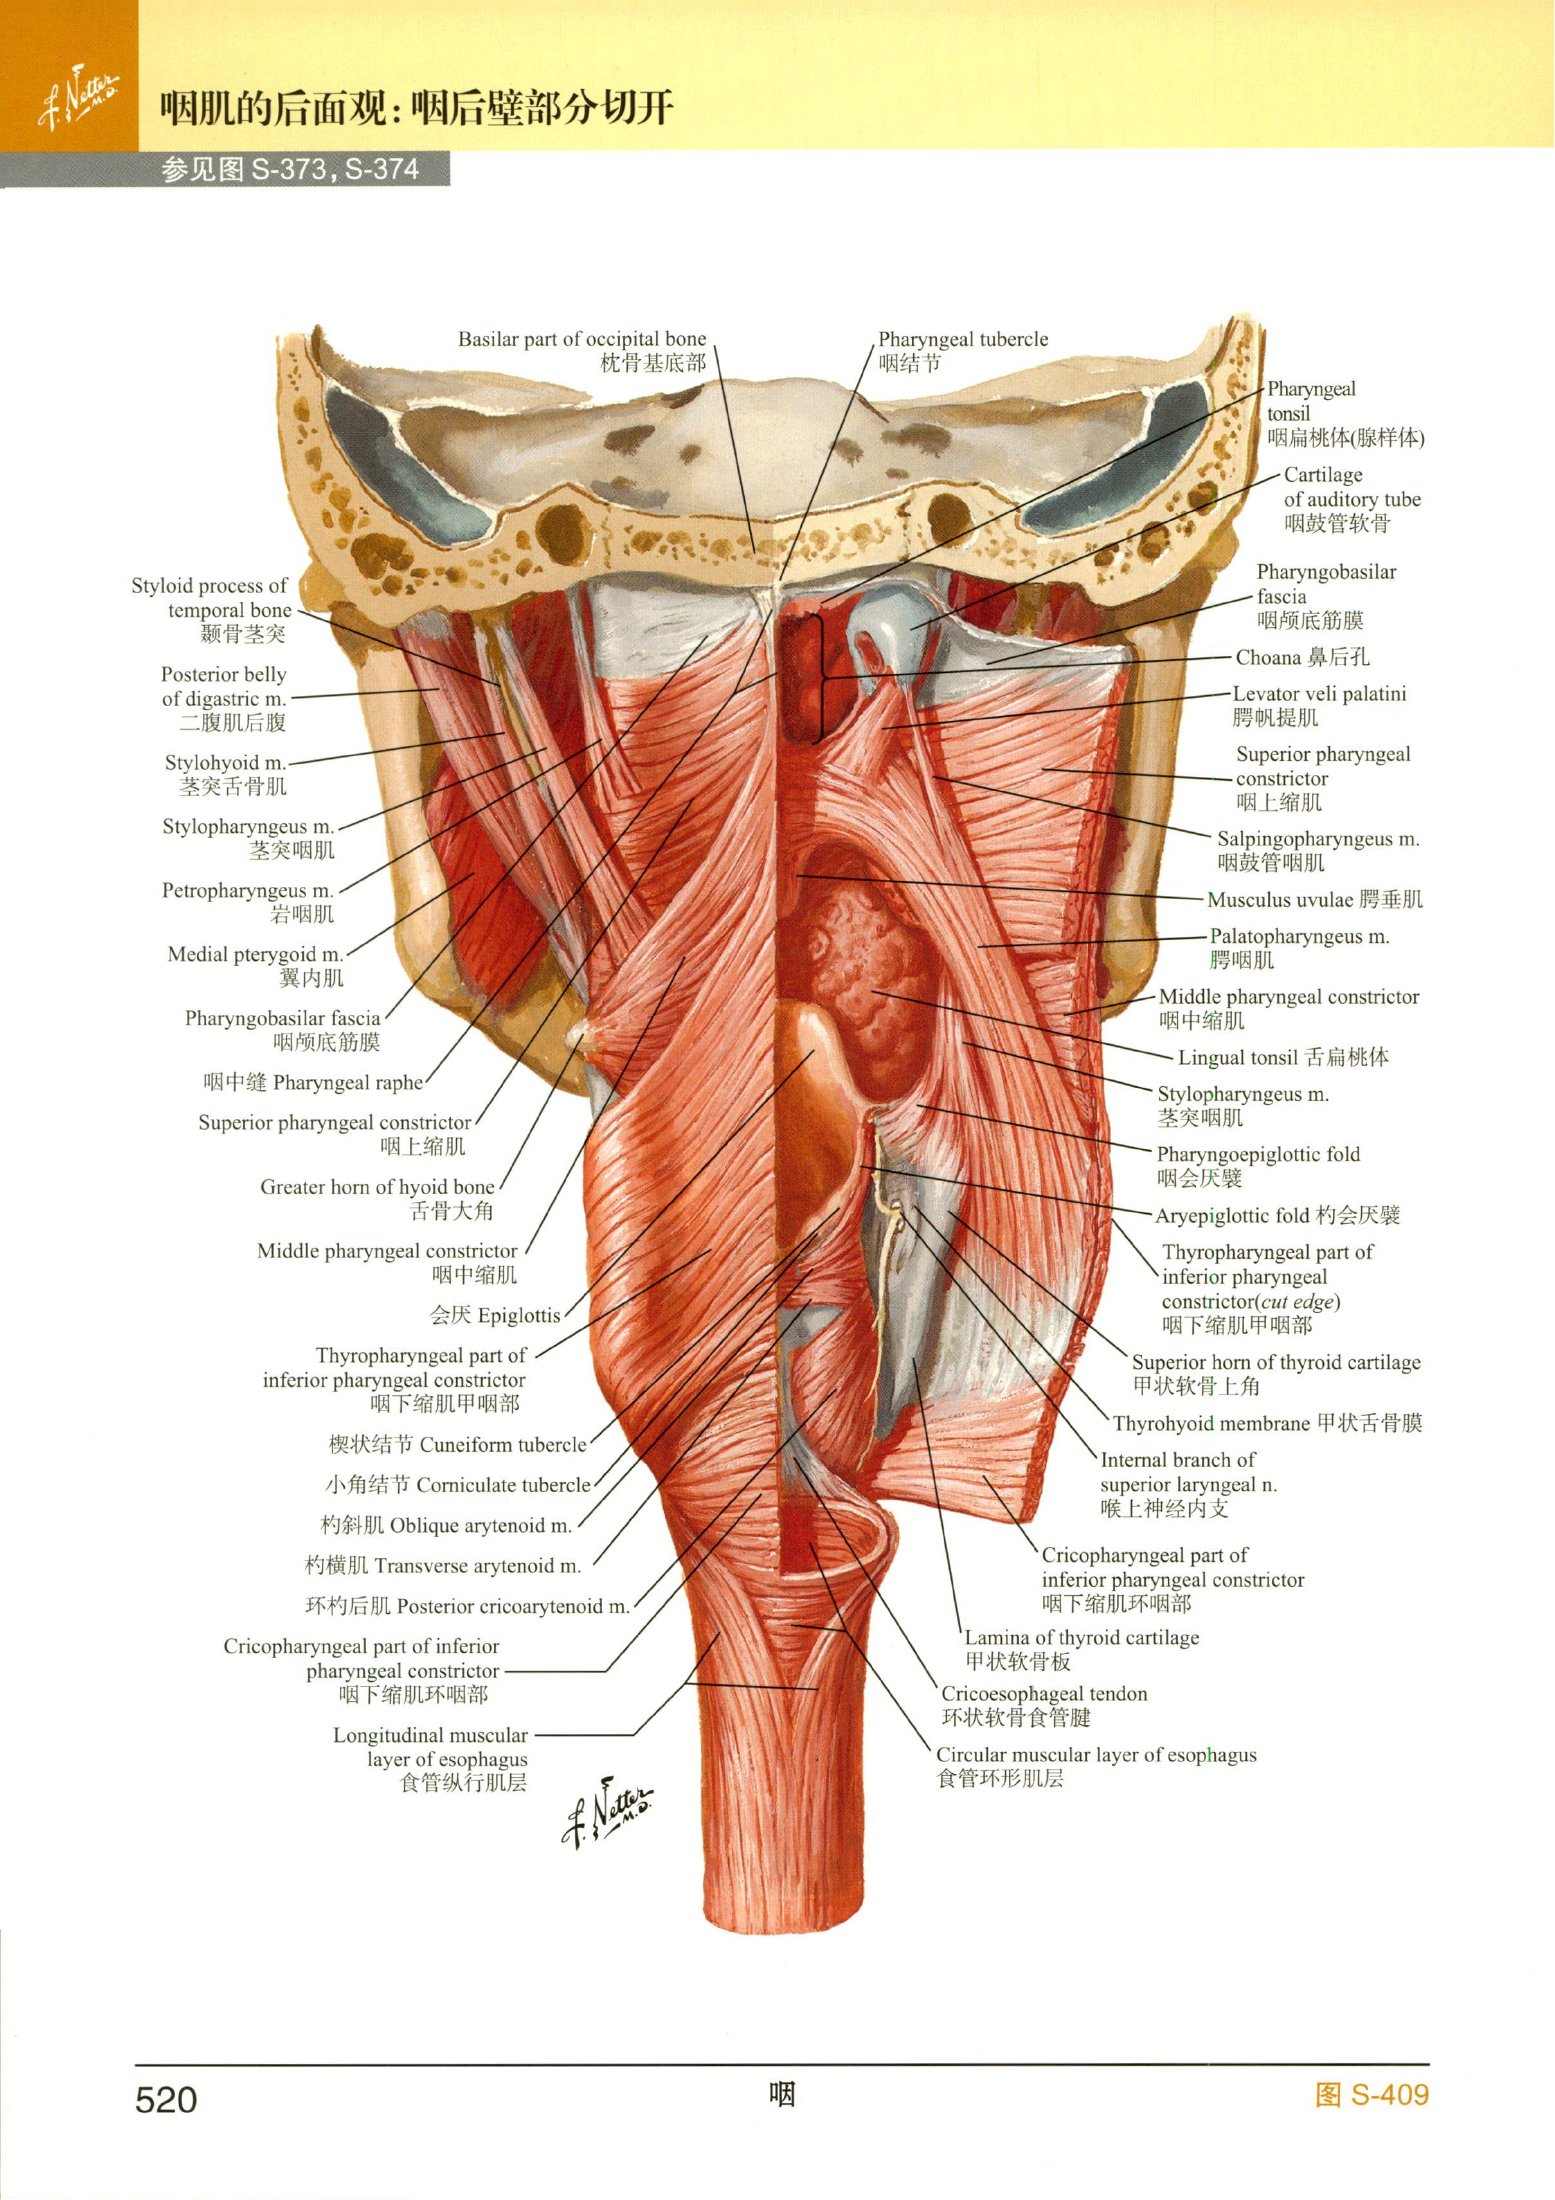 F. Netter M.D.
咽肌的后面观：咽后壁部分切开
参见图 S-373, S-374
Basilar part of occipital bone
枕骨基底部
Pharyngeal tubercle
咽结节
Pharyngeal
tonsil
咽扁桃体(腺样体)
Cartilage
of auditory tube
咽鼓管软骨
Pharyngobasilar
fascia
咽颅底筋膜
Choana 鼻后孔
Levator veli palatini
腭帆提肌
Superior pharyngeal
constrictor
咽上缩肌
Salpingopharyngeus m.
咽鼓管咽肌
Musculus uvulae 腭垂肌
Palatopharyngeus m.
腭咽肌
Middle pharyngeal constrictor
咽中缩肌
Lingual tonsil 舌扁桃体
Stylopharyngeus m.
茎突咽肌
Pharyngoepiglottic fold
咽会厌襞
Aryepiglottic fold 杓会厌襞
Thyropharyngeal part of
inferior pharyngeal
constrictor(cut edge)
咽下缩肌甲咽部
Superior horn of thyroid cartilage
甲状软骨上角
Thyrohyoid membrane 甲状舌骨膜
Internal branch of
superior laryngeal n.
喉上神经内支
Cricopharyngeal part of
inferior pharyngeal constrictor
咽下缩肌环咽部
Lamina of thyroid cartilage
甲状软骨板
Cricoesophageal tendon
环状软骨食管腱
Circular muscular layer of esophagus
食管环形肌层
Styloid process of
temporal bone
颞骨茎突
Posterior belly
of digastric m.
二腹肌后腹
Stylohyoid m.
茎突舌骨肌
Stylopharyngeus m.
茎突咽肌
Petropharyngeus m.
岩咽肌
Medial pterygoid m.
翼内肌
Pharyngobasilar fascia
咽颅底筋膜
咽中缝 Pharyngeal raphe
Superior pharyngeal constrictor
咽上缩肌
Greater horn of hyoid bone
舌骨大角
Middle pharyngeal constrictor
咽中缩肌
会厌 Epiglottis
Thyropharyngeal part of
inferior pharyngeal constrictor
咽下缩肌甲咽部
楔状结节 Cuneiform tubercle
小角结节 Corniculate tubercle
杓斜肌 Oblique arytenoid m.
杓横肌 Transverse arytenoid m.
环杓后肌 Posterior cricoarytenoid m.
Cricopharyngeal part of inferior
pharyngeal constrictor
咽下缩肌环咽部
Longitudinal muscular
layer of esophagus
食管纵行肌层
F. Netter M.D.
520
咽
图 S-409